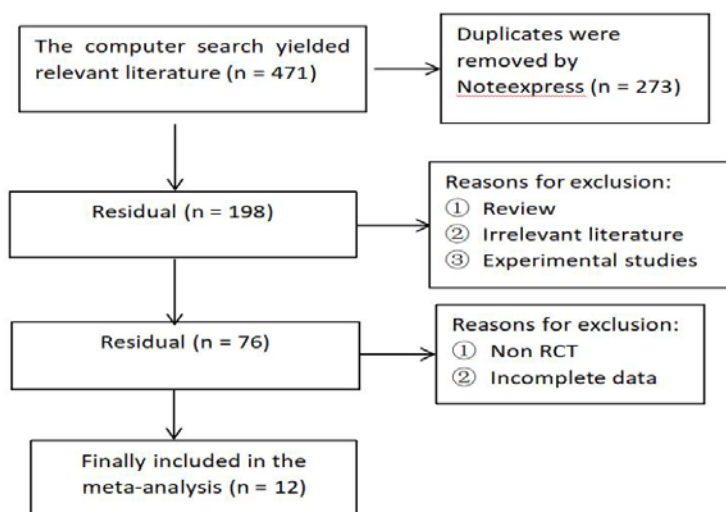 The computer search yielded
relevant literature (n = 471)
Duplicates were
removed by
Noteexpress (n = 273)
Residual (n = 198)
Reasons for exclusion:
① Review
② Irrelevant literature
③ Experimental studies
Residual (n = 76)
Reasons for exclusion:
① Non RCT
② Incomplete data
Finally included in the
meta-analysis (n = 12)